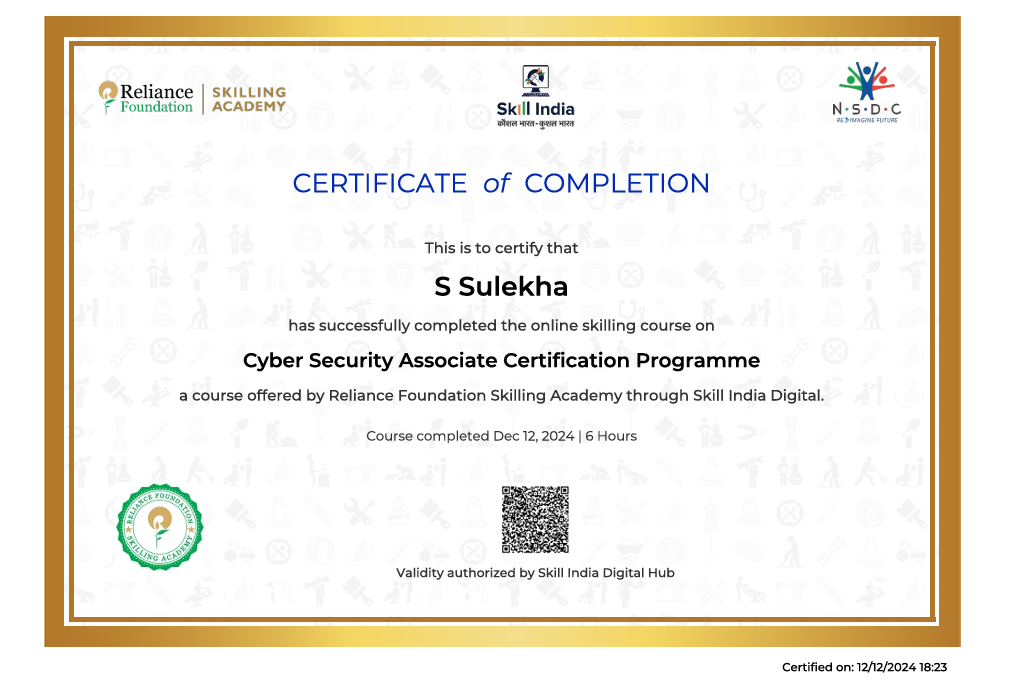 Reliance
Foundation
SKILLING
ACADEMY
Skill India
कौशल भारत-कुशल भारत
N·S·D·C
RE IMAGINE FUTURE
CERTIFICATE of COMPLETION
This is to certify that
S Sulekha
has successfully completed the online skilling course on
Cyber Security Associate Certification Programme
a course offered by Reliance Foundation Skilling Academy through Skill India Digital.
Course completed Dec 12, 2024 | 6 Hours
RELIANCE FOUNDATION
SKILLING ACADEMY
Validity authorized by Skill India Digital Hub
Certified on: 12/12/2024 18:23